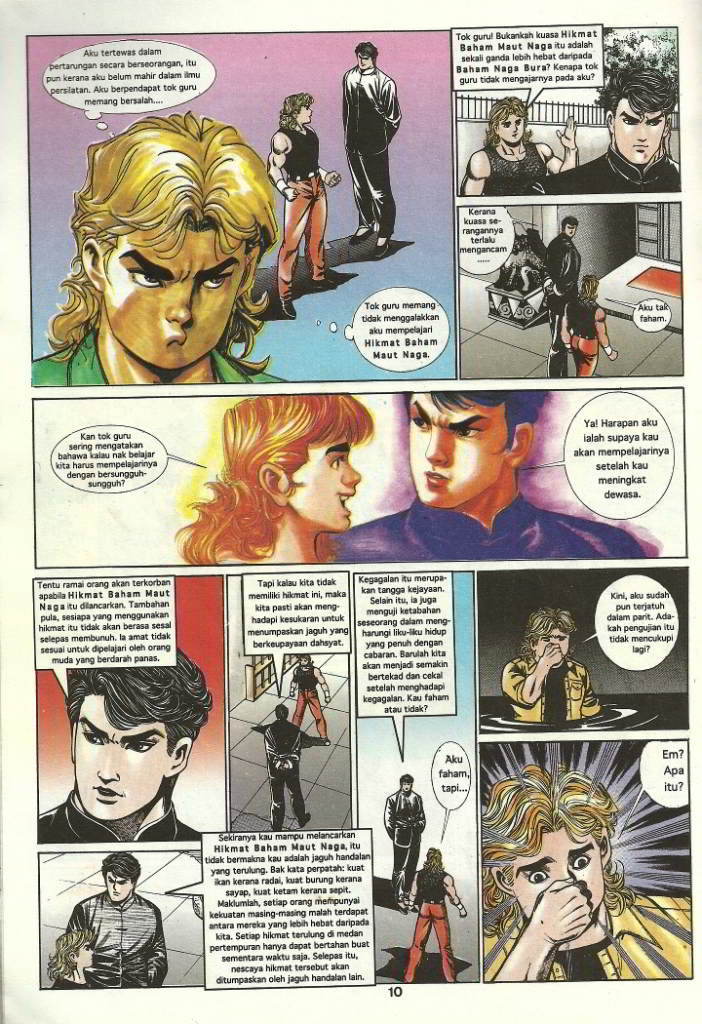 Aku tertewas dalam
pertarungan secara berseorangan, itu
pun kerana aku belum mahir dalam ilmu
persilatan. Aku berpendapat tok guru
memang bersalah....
Tok guru memang
tidak menggalakkan
aku mempelajari
Hikmat Baham
Maut Naga.
Tok guru! Bukankah kuasa Hikmat
Baham Maut Naga itu adalah
sekali ganda lebih hebat daripada
Baham Naga Bura? Kenapa tok
guru tidak mengajarnya pada aku?
Kerana
kuasa se-
rangannya
terlalu
mengancam
.....
Aku tak
faham.
Kan tok guru
sering mengatakan
bahawa kalau nak belajar
kita harus mempelajarinya
dengan bersungguh-
sungguh?
Ya! Harapan aku
ialah supaya kau
akan mempelajarinya
setelah kau
meningkat
dewasa.
Tentu ramai orang akan terkorban
apabila Hikmat Baham Maut
Naga itu dilancarkan. Tambahan
pula, sesiapa yang menggunakan
hikmat itu tidak akan berasa sesal
selepas membunuh. Ia amat tidak
sesuai untuk dipelajari oleh orang
muda yang berdarah panas.
Tapi kalau kita tidak
memiliki hikmat ini, maka
kita pasti akan meng-
hadapi kesukaran untuk
menumpaskan jaguh yang
berkeupayaan dahsyat.
Sekiranya kau mampu melancarkan
Hikmat Baham Maut Naga, itu
tidak bermakna kau adalah jaguh handalan
yang terulung. Bak kata perpatah: kuat
ikan kerana radai, kuat burung kerana
sayap, kuat ketam kerana sepit.
Maklumlah, setiap orang mempunyai
kekuatan masing-masing malah terdapat
antara mereka yang lebih hebat daripada
kita. Setiap hikmat terulung di medan
pertempuran hanya dapat bertahan buat
sementara waktu saja. Selepas itu,
nescaya hikmat tersebut akan
ditumpaskan oleh jaguh handalan lain.
Kegagalan itu merupa-
kan tangga kejayaan.
Selain itu, ia juga
menguji ketabahan
seseorang dalam meng-
harungi liku-liku hidup
yang penuh dengan
cabaran. Barulah kita
akan menjadi semakin
bertekad dan cekal
setelah menghadapi
kegagalan. Kau faham
atau tidak?
Aku
faham,
tapi...
Kini, aku sudah
pun terjatuh
dalam parit. Ada-
kah pengujian itu
tidak mencukupi
lagi?
Em?
Apa
itu?
10